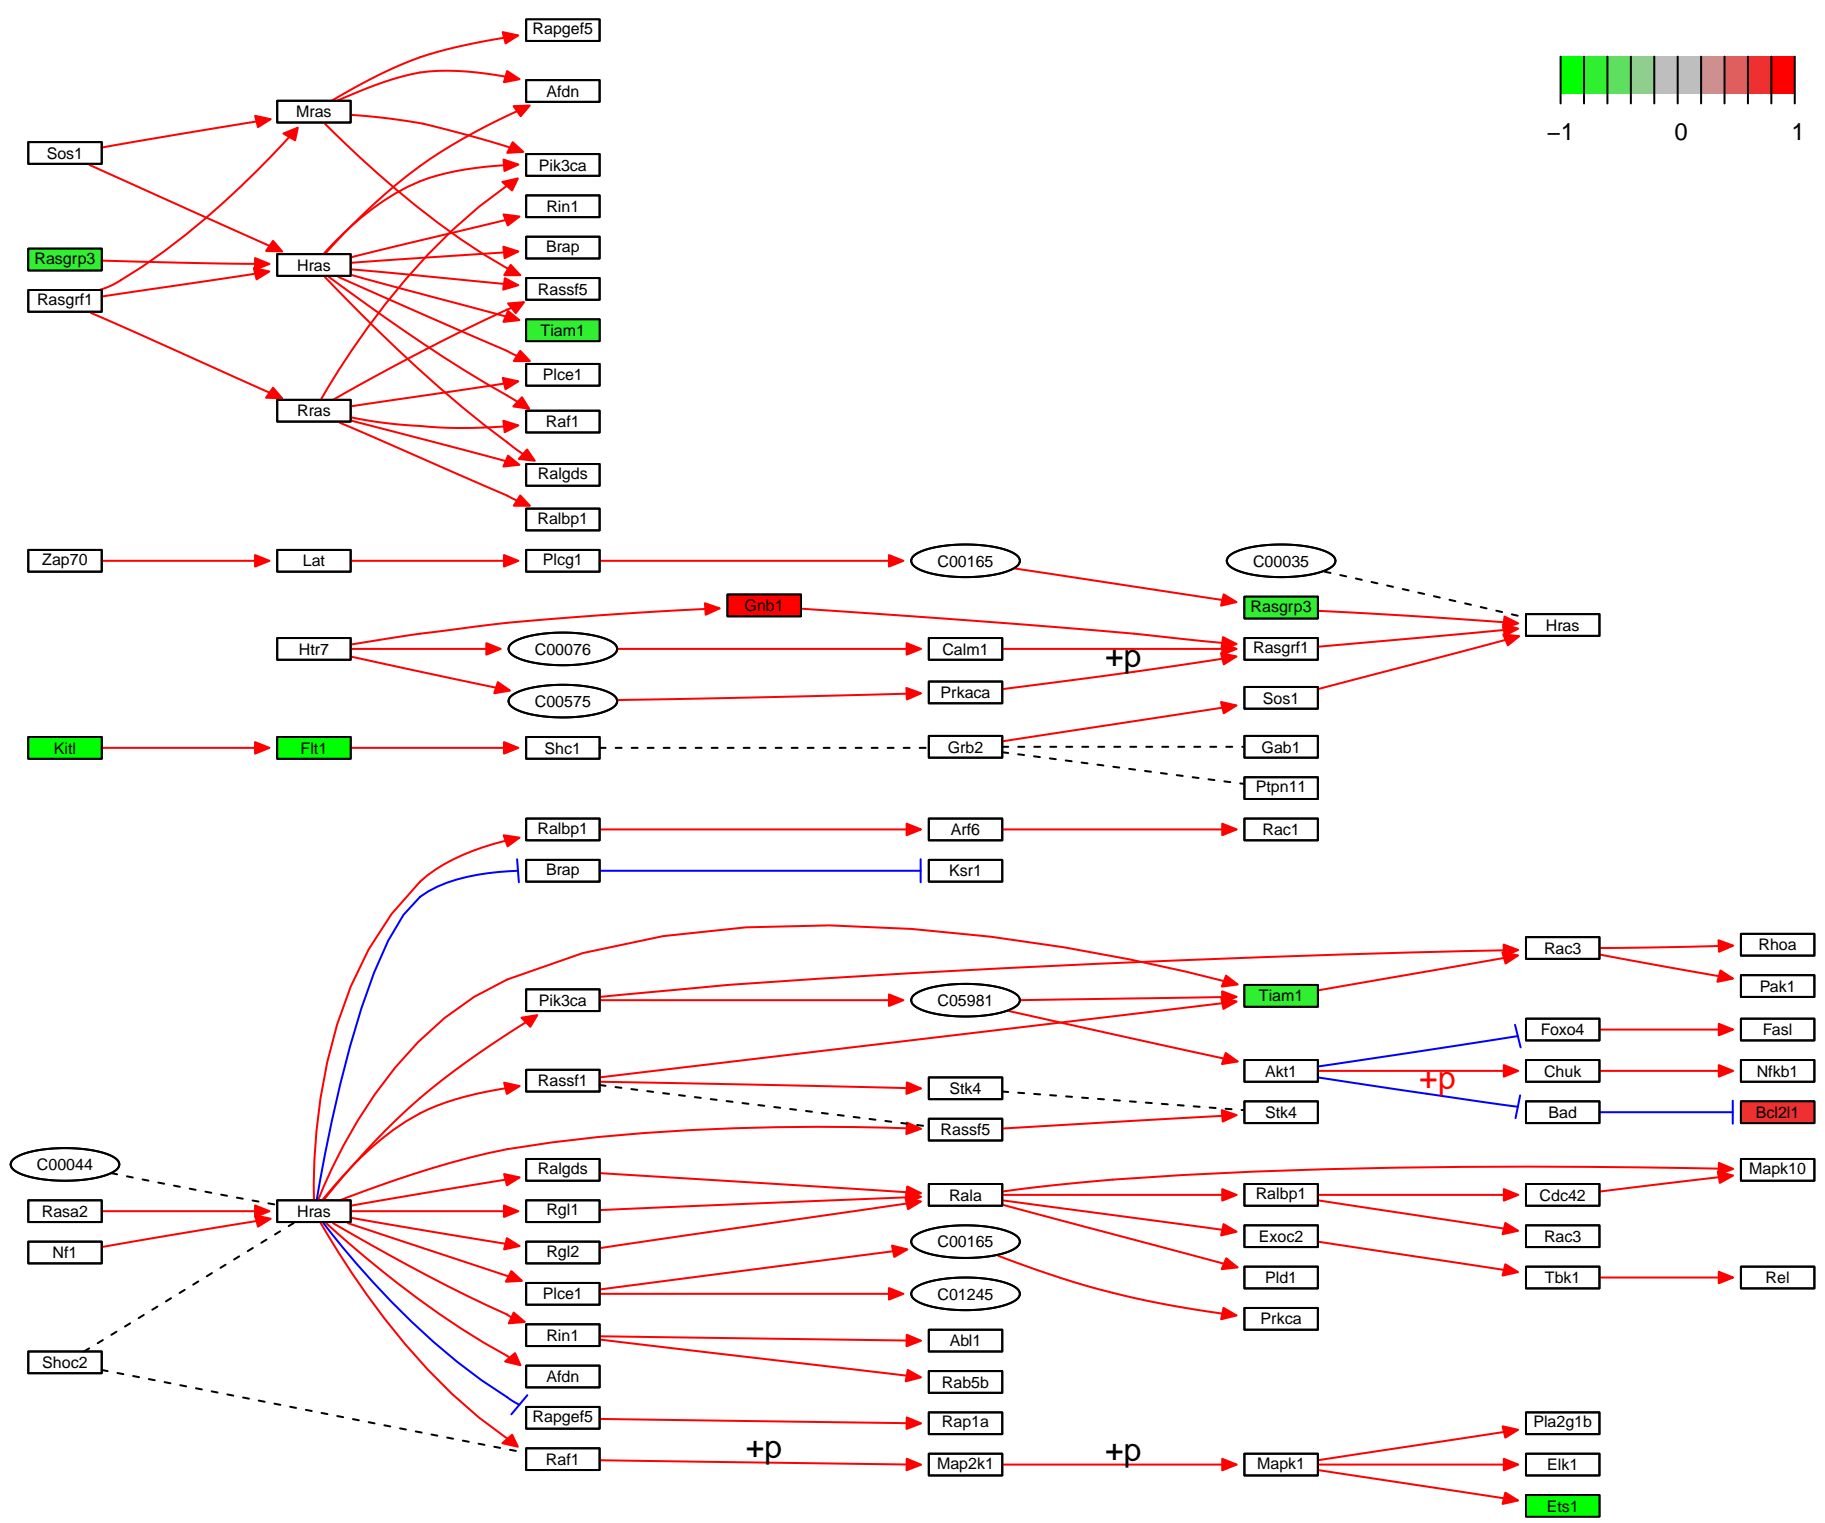 Rapgef5
Afdn
Mras
−1 0 1
Sos1
Pik3ca
Rin1
Brap
Rasgrp3
Hras
Rassf5
Rasgrf1
Tiam1
Plce1
Rras
Raf1
Ralgds
Ralbp1
Zap70 Lat Plcg1 C00165 C00035
Gnb1 Rasgrp3
Hras
Htr7 C00076 Calm1 +p Rasgrf1
C00575 Prkaca Sos1
Kitl Flt1 Shc1 Grb2 Gab1
Ptpn11
Ralbp1 Arf6 Rac1
Brap Ksr1
Rac3 Rhoa
Pik3ca C05981 Tiam1 Pak1
Foxo4 Fasl
Rassf1 Stk4 Akt1 +p Chuk Nfkb1
Rassf5 Stk4 Bad Bcl2l1
C00044 Ralgds Mapk10
Rala Ralbp1 Cdc42
Rasa2 Hras Rgl1
Nf1 Rgl2 C00165 Exoc2 Rac3
Plce1 C01245 Pld1 Tbk1 Rel
Rin1 Abl1 Prkca
Shoc2 Afdn Rab5b
Rapgef5 Rap1a Pla2g1b
Raf1 +p Map2k1 +p Mapk1 Elk1
Ets1